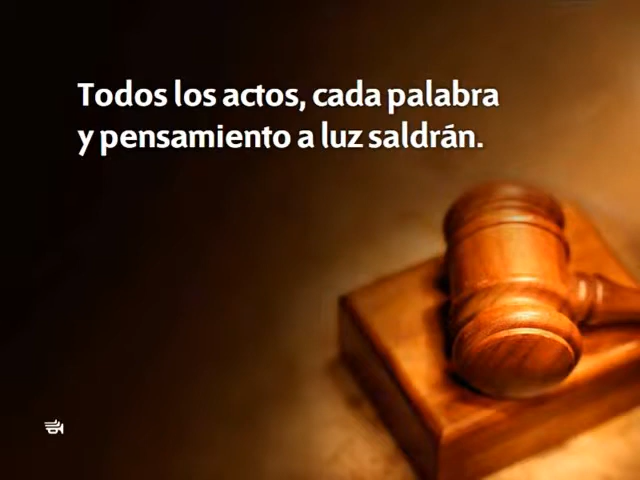 Todos los actos, cada palabra
y pensamiento a luz saldrán.